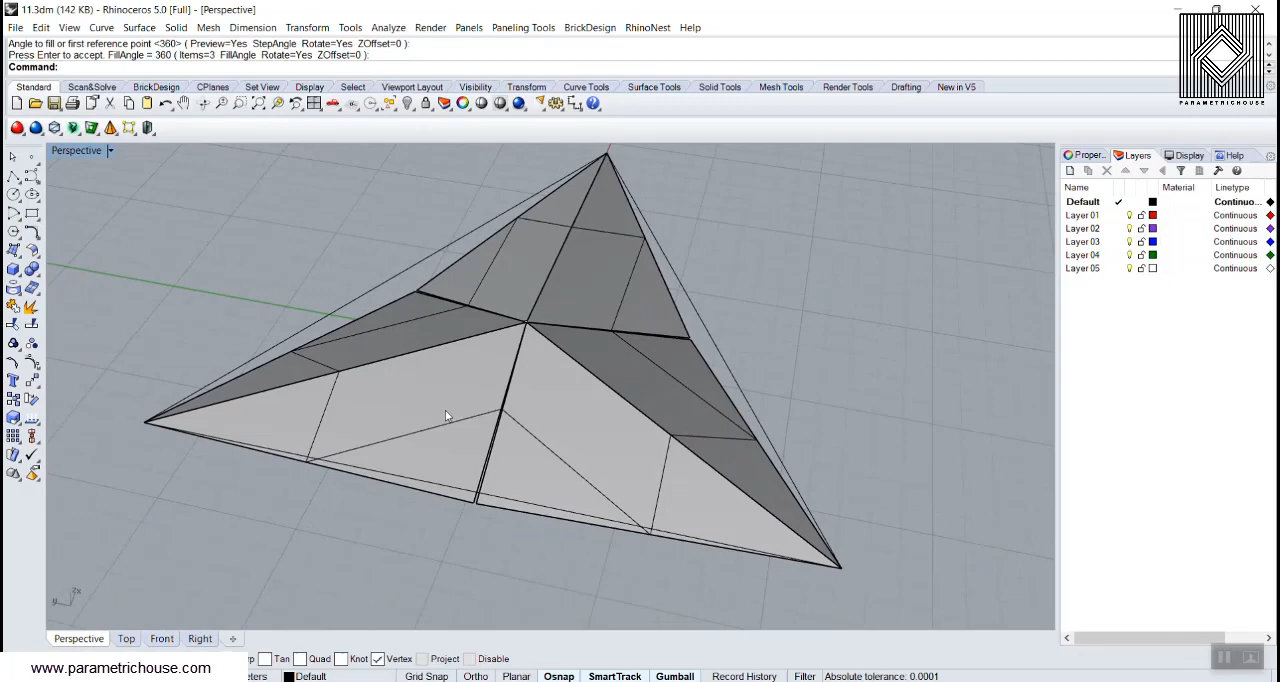 11.3dm (142 KB) - Rhinoceros 5.0 [Full] - [Perspective]
File Edit View Curve Surface Solid Mesh Dimension Transform Tools Analyze Render Panels Paneling Tools BrickDesign RhinoNest Help
Angle to fill or first reference point <360> ( Preview=Yes StepAngle Rotate=Yes ZOffset=0 ):
Press Enter to accept. FillAngle = 360 ( Items=3 FillAngle Rotate=Yes ZOffset=0 ):
Command:
PARAMETRICHOUSE
Standard Scan&Solve BrickDesign CPlanes Set View Display Select Viewport Layout Visibility Transform Curve Tools Surface Tools Solid Tools Mesh Tools Render Tools Drafting New in V5
Perspective
Proper... Layers Display Help
Name Material Linetype
Default Continuo...
Layer 01 Continuous
Layer 02 Continuous
Layer 03 Continuous
Layer 04 Continuous
Layer 05 Continuous
z x
y
Perspective Top Front Right
Tan Quad Knot Vertex Project Disable
www.parametrichouse.com
Default Grid Snap Ortho Planar Osnap SmartTrack Gumball Record History Filter Absolute tolerance: 0.0001